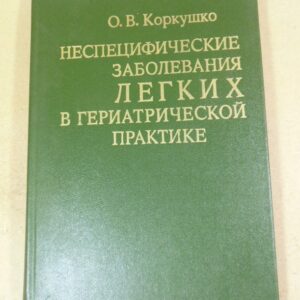 О. В. Коркушко
НЕСПЕЦИФИЧЕСКИЕ
ЗАБОЛЕВАНИЯ
ЛЕГКИХ
В ГЕРИАТРИЧЕСКОЙ
ПРАКТИКЕ